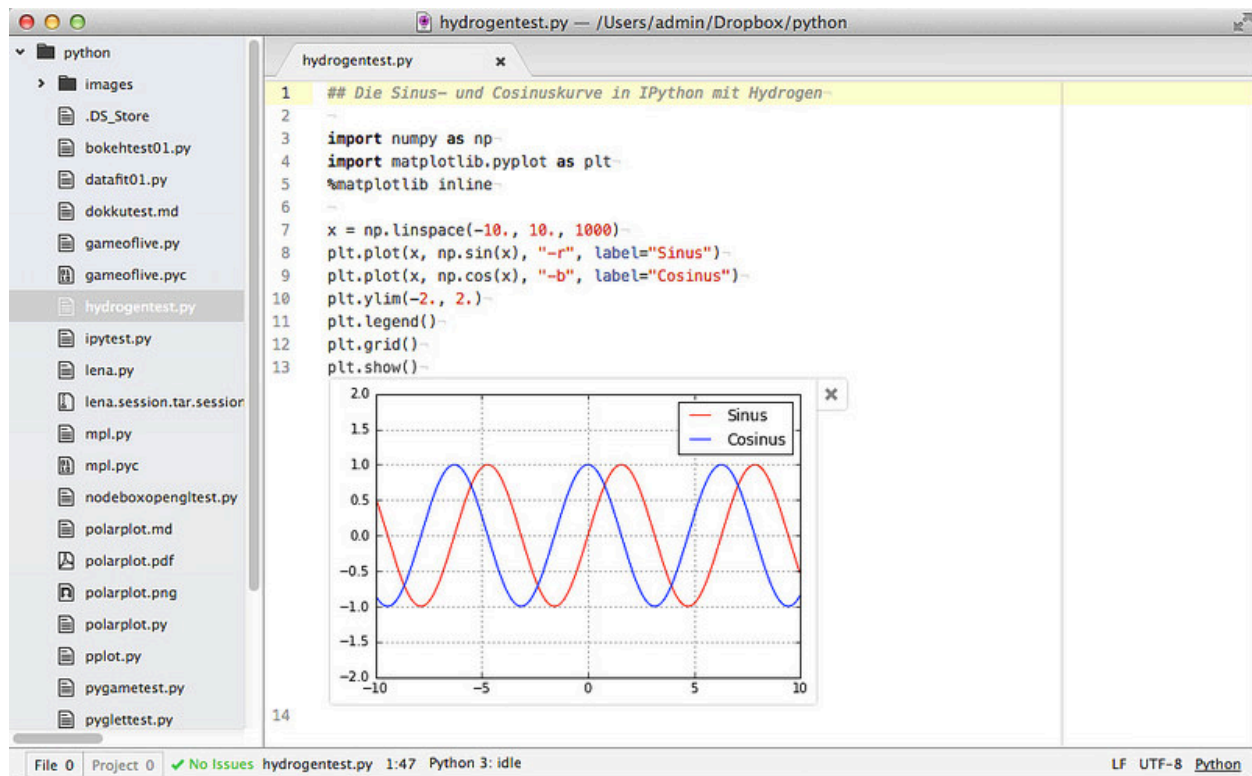 hydrogentest.py — /Users/admin/Dropbox/python
python
images
.DS_Store
bokehtest01.py
datafit01.py
dokkutest.md
gameoflive.py
gameoflive.pyc
hydrogentest.py
ipytest.py
lena.py
lena.session.tar.session
mpl.py
mpl.pyc
nodeboxopengltest.py
polarplot.md
polarplot.pdf
polarplot.png
polarplot.py
pplot.py
pygametest.py
pyglettest.py
hydrogentest.py
1 ## Die Sinus- und Cosinuskurve in IPython mit Hydrogen
2
3 import numpy as np
4 import matplotlib.pyplot as plt
5 %matplotlib inline
6
7 x = np.linspace(-10., 10., 1000)
8 plt.plot(x, np.sin(x), "-r", label="Sinus")
9 plt.plot(x, np.cos(x), "-b", label="Cosinus")
10 plt.ylim(-2., 2.)
11 plt.legend()
12 plt.grid()
13 plt.show()
2.0
1.5
1.0
0.5
0.0
−0.5
−1.0
−1.5
−2.0
−10 −5 0 5 10
Sinus
Cosinus
14
File 0 Project 0 No Issues hydrogentest.py 1:47 Python 3: idle LF UTF-8 Python